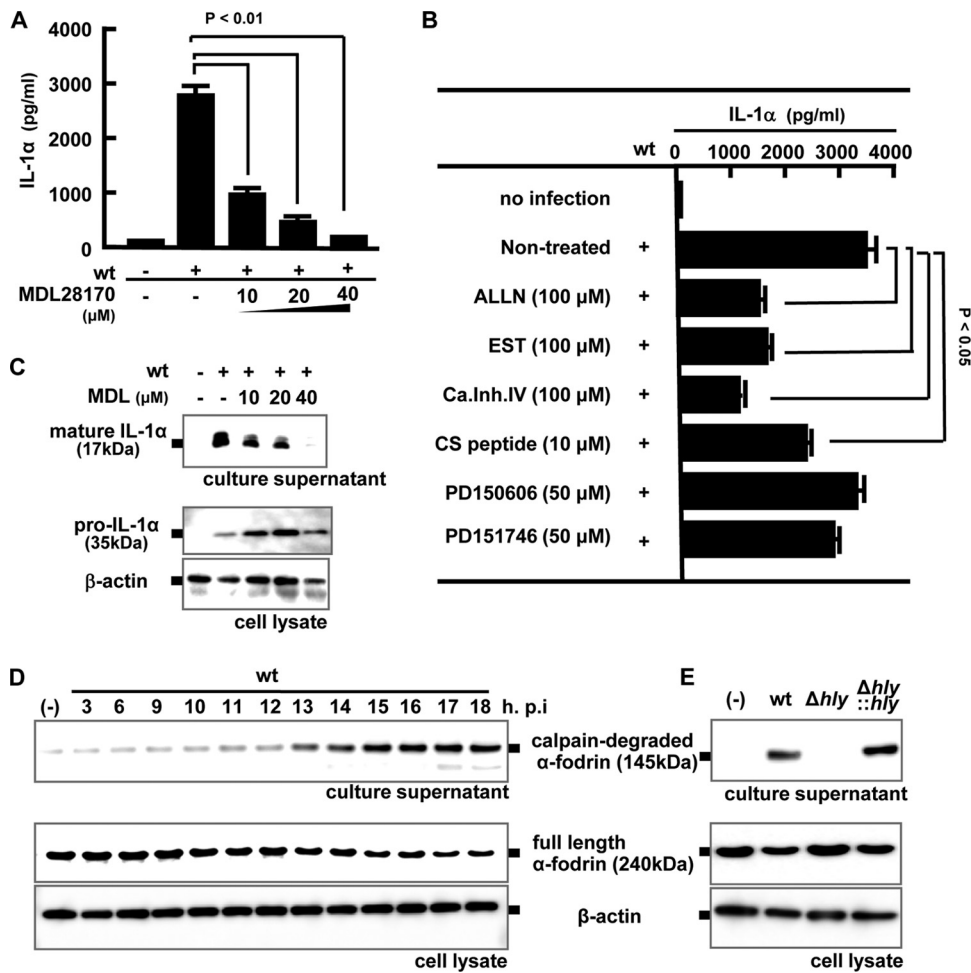 A
P < 0.01
4000
3000
2000
1000
0
IL-1α (pg/ml)
wt - + + + +
MDL28170 - - 10 20 40
(µM)
B
IL-1α (pg/ml)
wt 0 1000 2000 3000 4000
no infection
Non-treated +
ALLN (100 µM) +
EST (100 µM) +
Ca.Inh.IV (100 µM) +
CS peptide (10 µM) +
PD150606 (50 µM) +
PD151746 (50 µM) +
P < 0.05
C
wt - + + + +
MDL (µM) - - 10 20 40
mature IL-1α
(17kDa)
culture supernatant
pro-IL-1α
(35kDa)
β-actin
cell lysate
D
wt
(-) 3 6 9 10 11 12 13 14 15 16 17 18 h. p.i
calpain-degraded
α-fodrin (145kDa)
culture supernatant
full length
α-fodrin (240kDa)
β-actin
cell lysate
E
(-) wt Δhly Δhly
::hly
culture supernatant
cell lysate